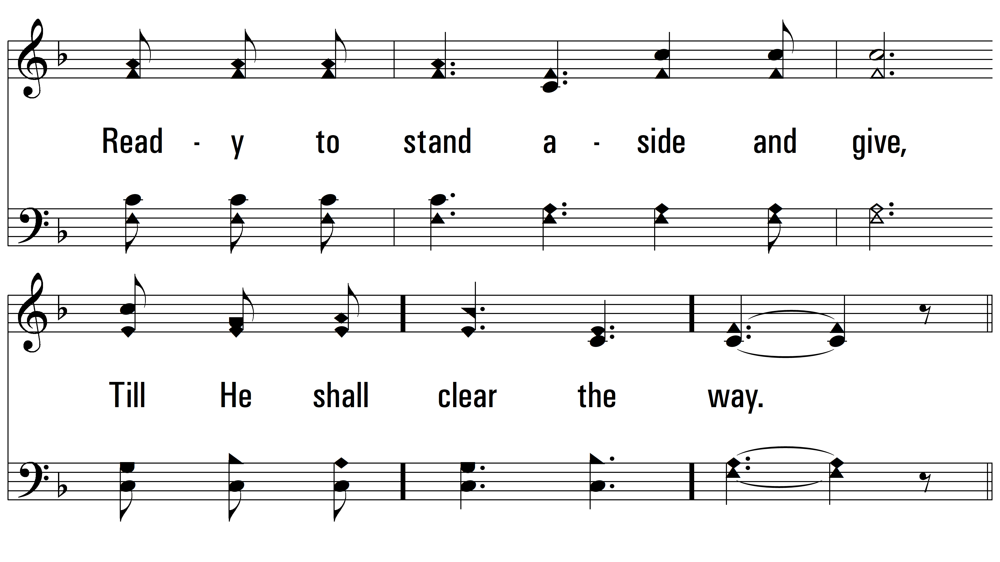 Read - y to stand a - side and give,
Till He shall clear the way.